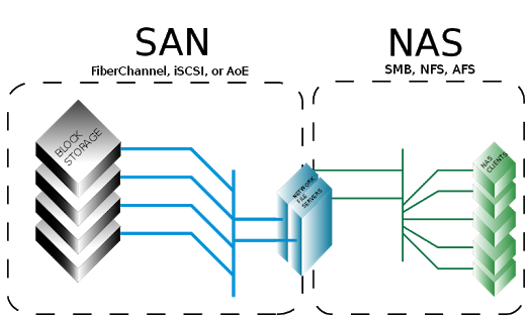 SAN
FiberChannel, iSCSI, or AoE
NAS
SMB, NFS, AFS
BLOCK
STORAGE
NETWORK
FILE
SERVERS
NAS
CLIENTS